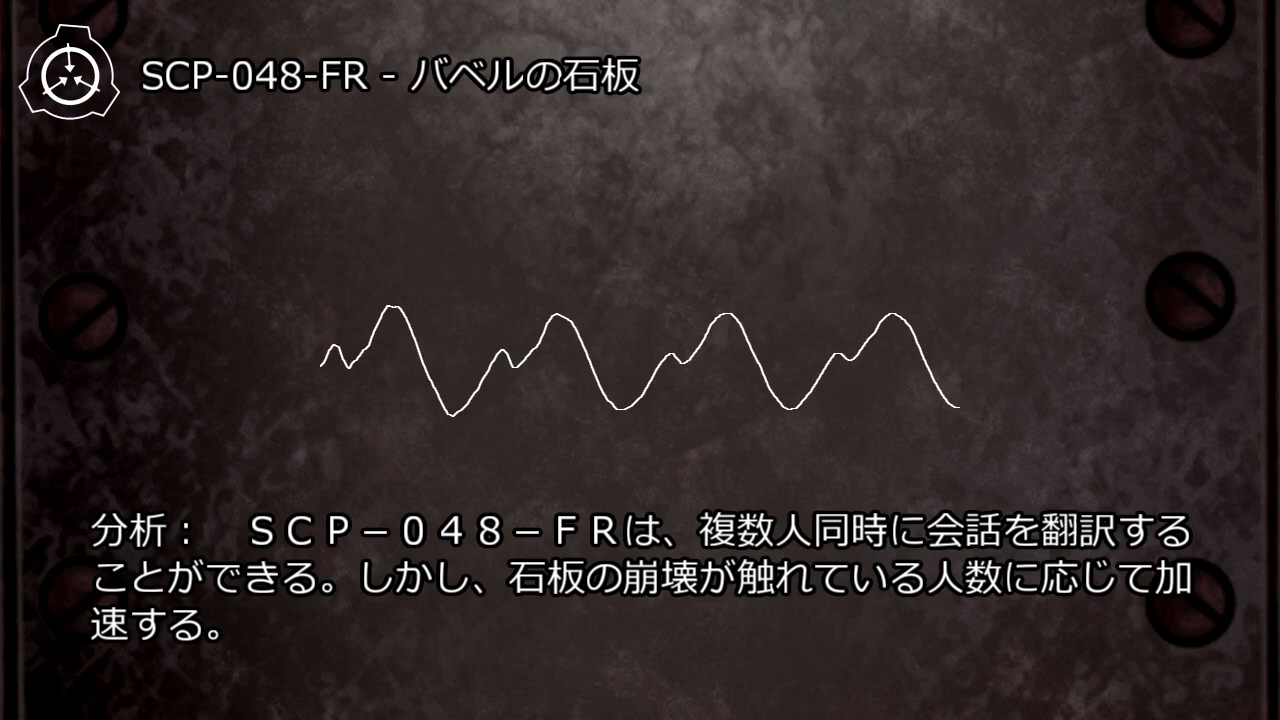 SCP-048-FR - バベルの石板
分析：　ＳＣＰ－０４８－ＦＲは、複数人同時に会話を翻訳する
ことができる。しかし、石板の崩壊が触れている人数に応じて加
速する。